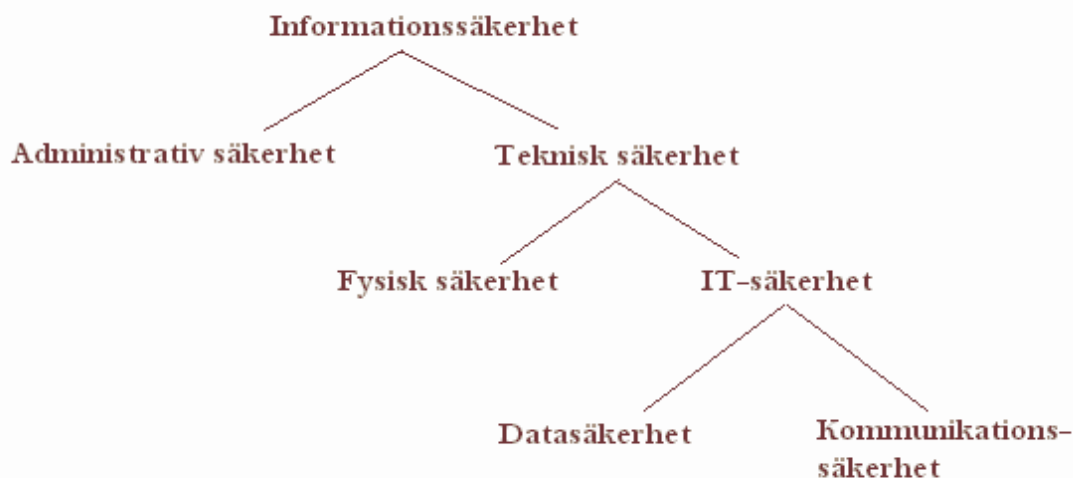 Informationssäkerhet
Administrativ säkerhet
Teknisk säkerhet
Fysisk säkerhet
IT-säkerhet
Datasäkerhet
Kommunikations-
säkerhet